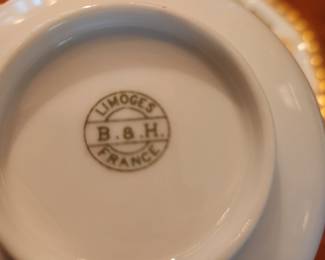 LIMOGES
B. & H.
FRANCE